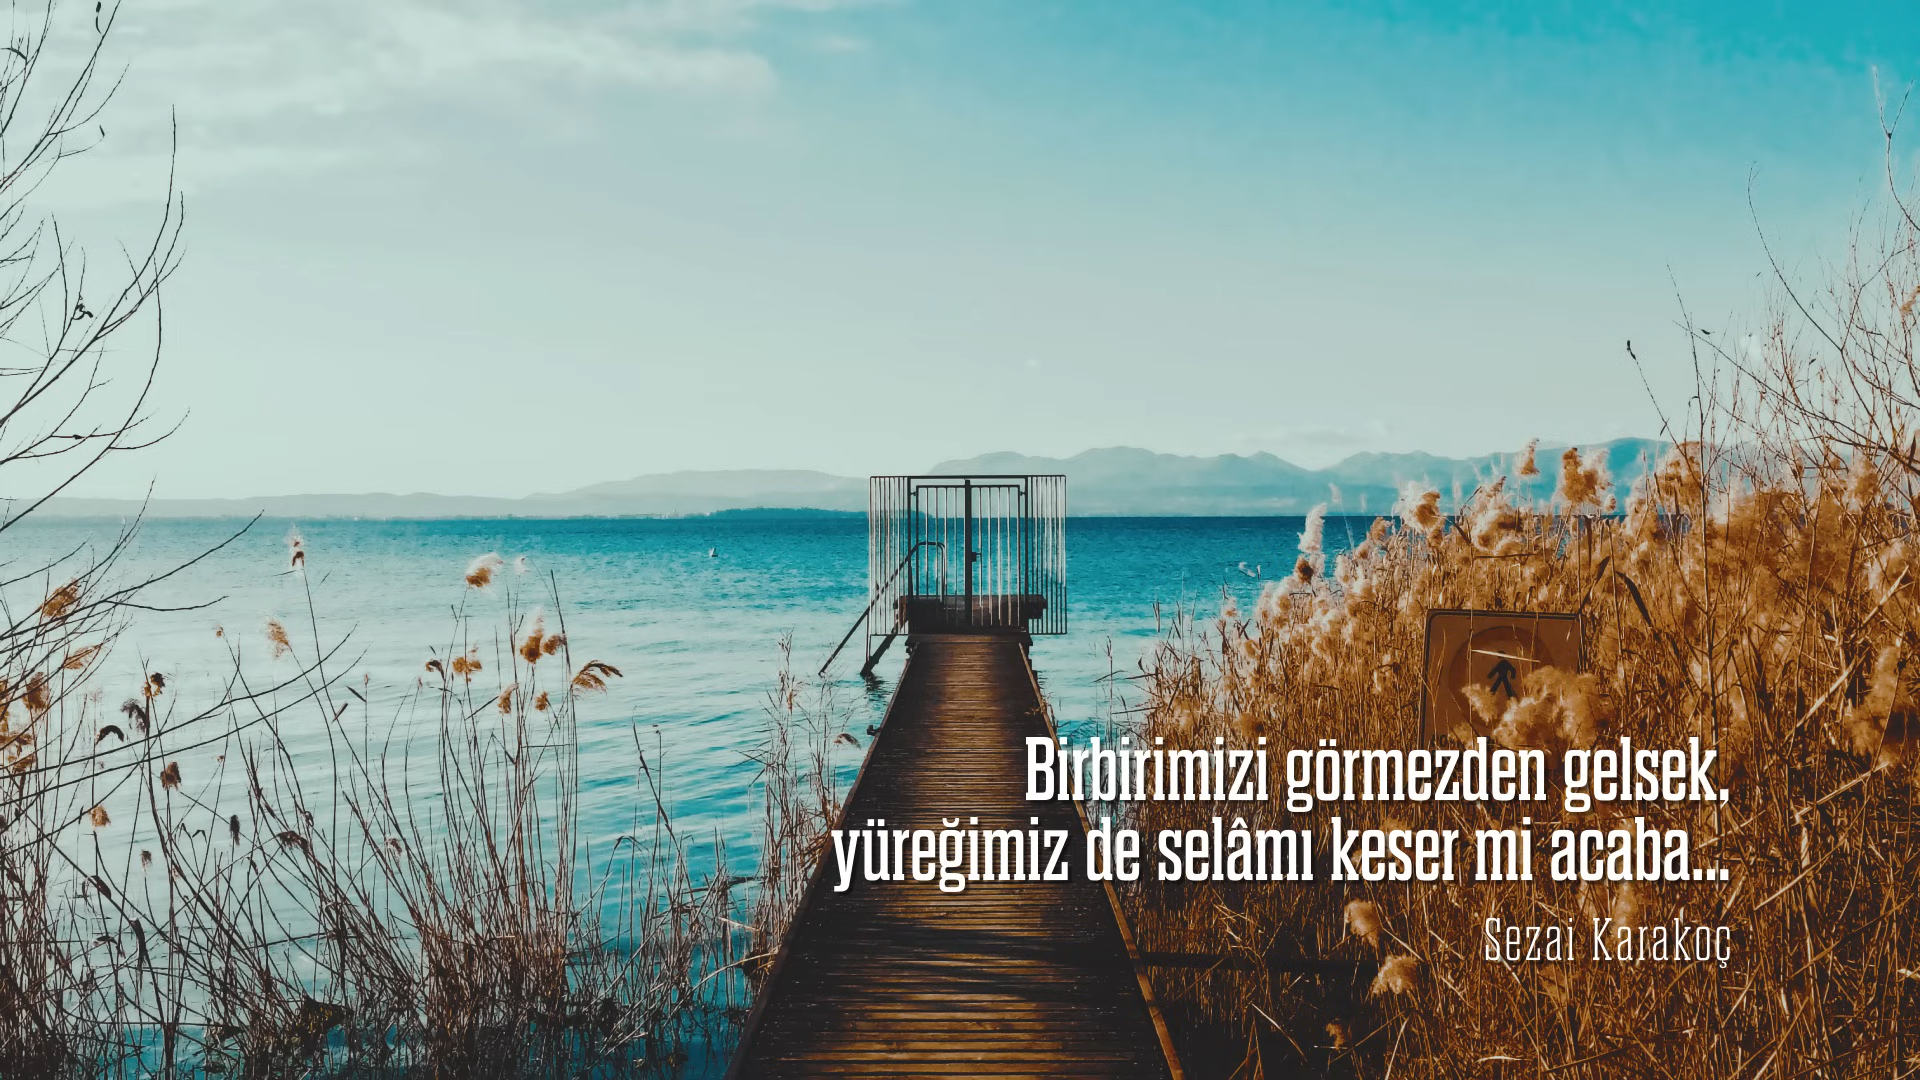 Birbirimizi görmezden gelsek,
yüreğimiz de selâmı keser mi acaba...
Sezai Karakoç